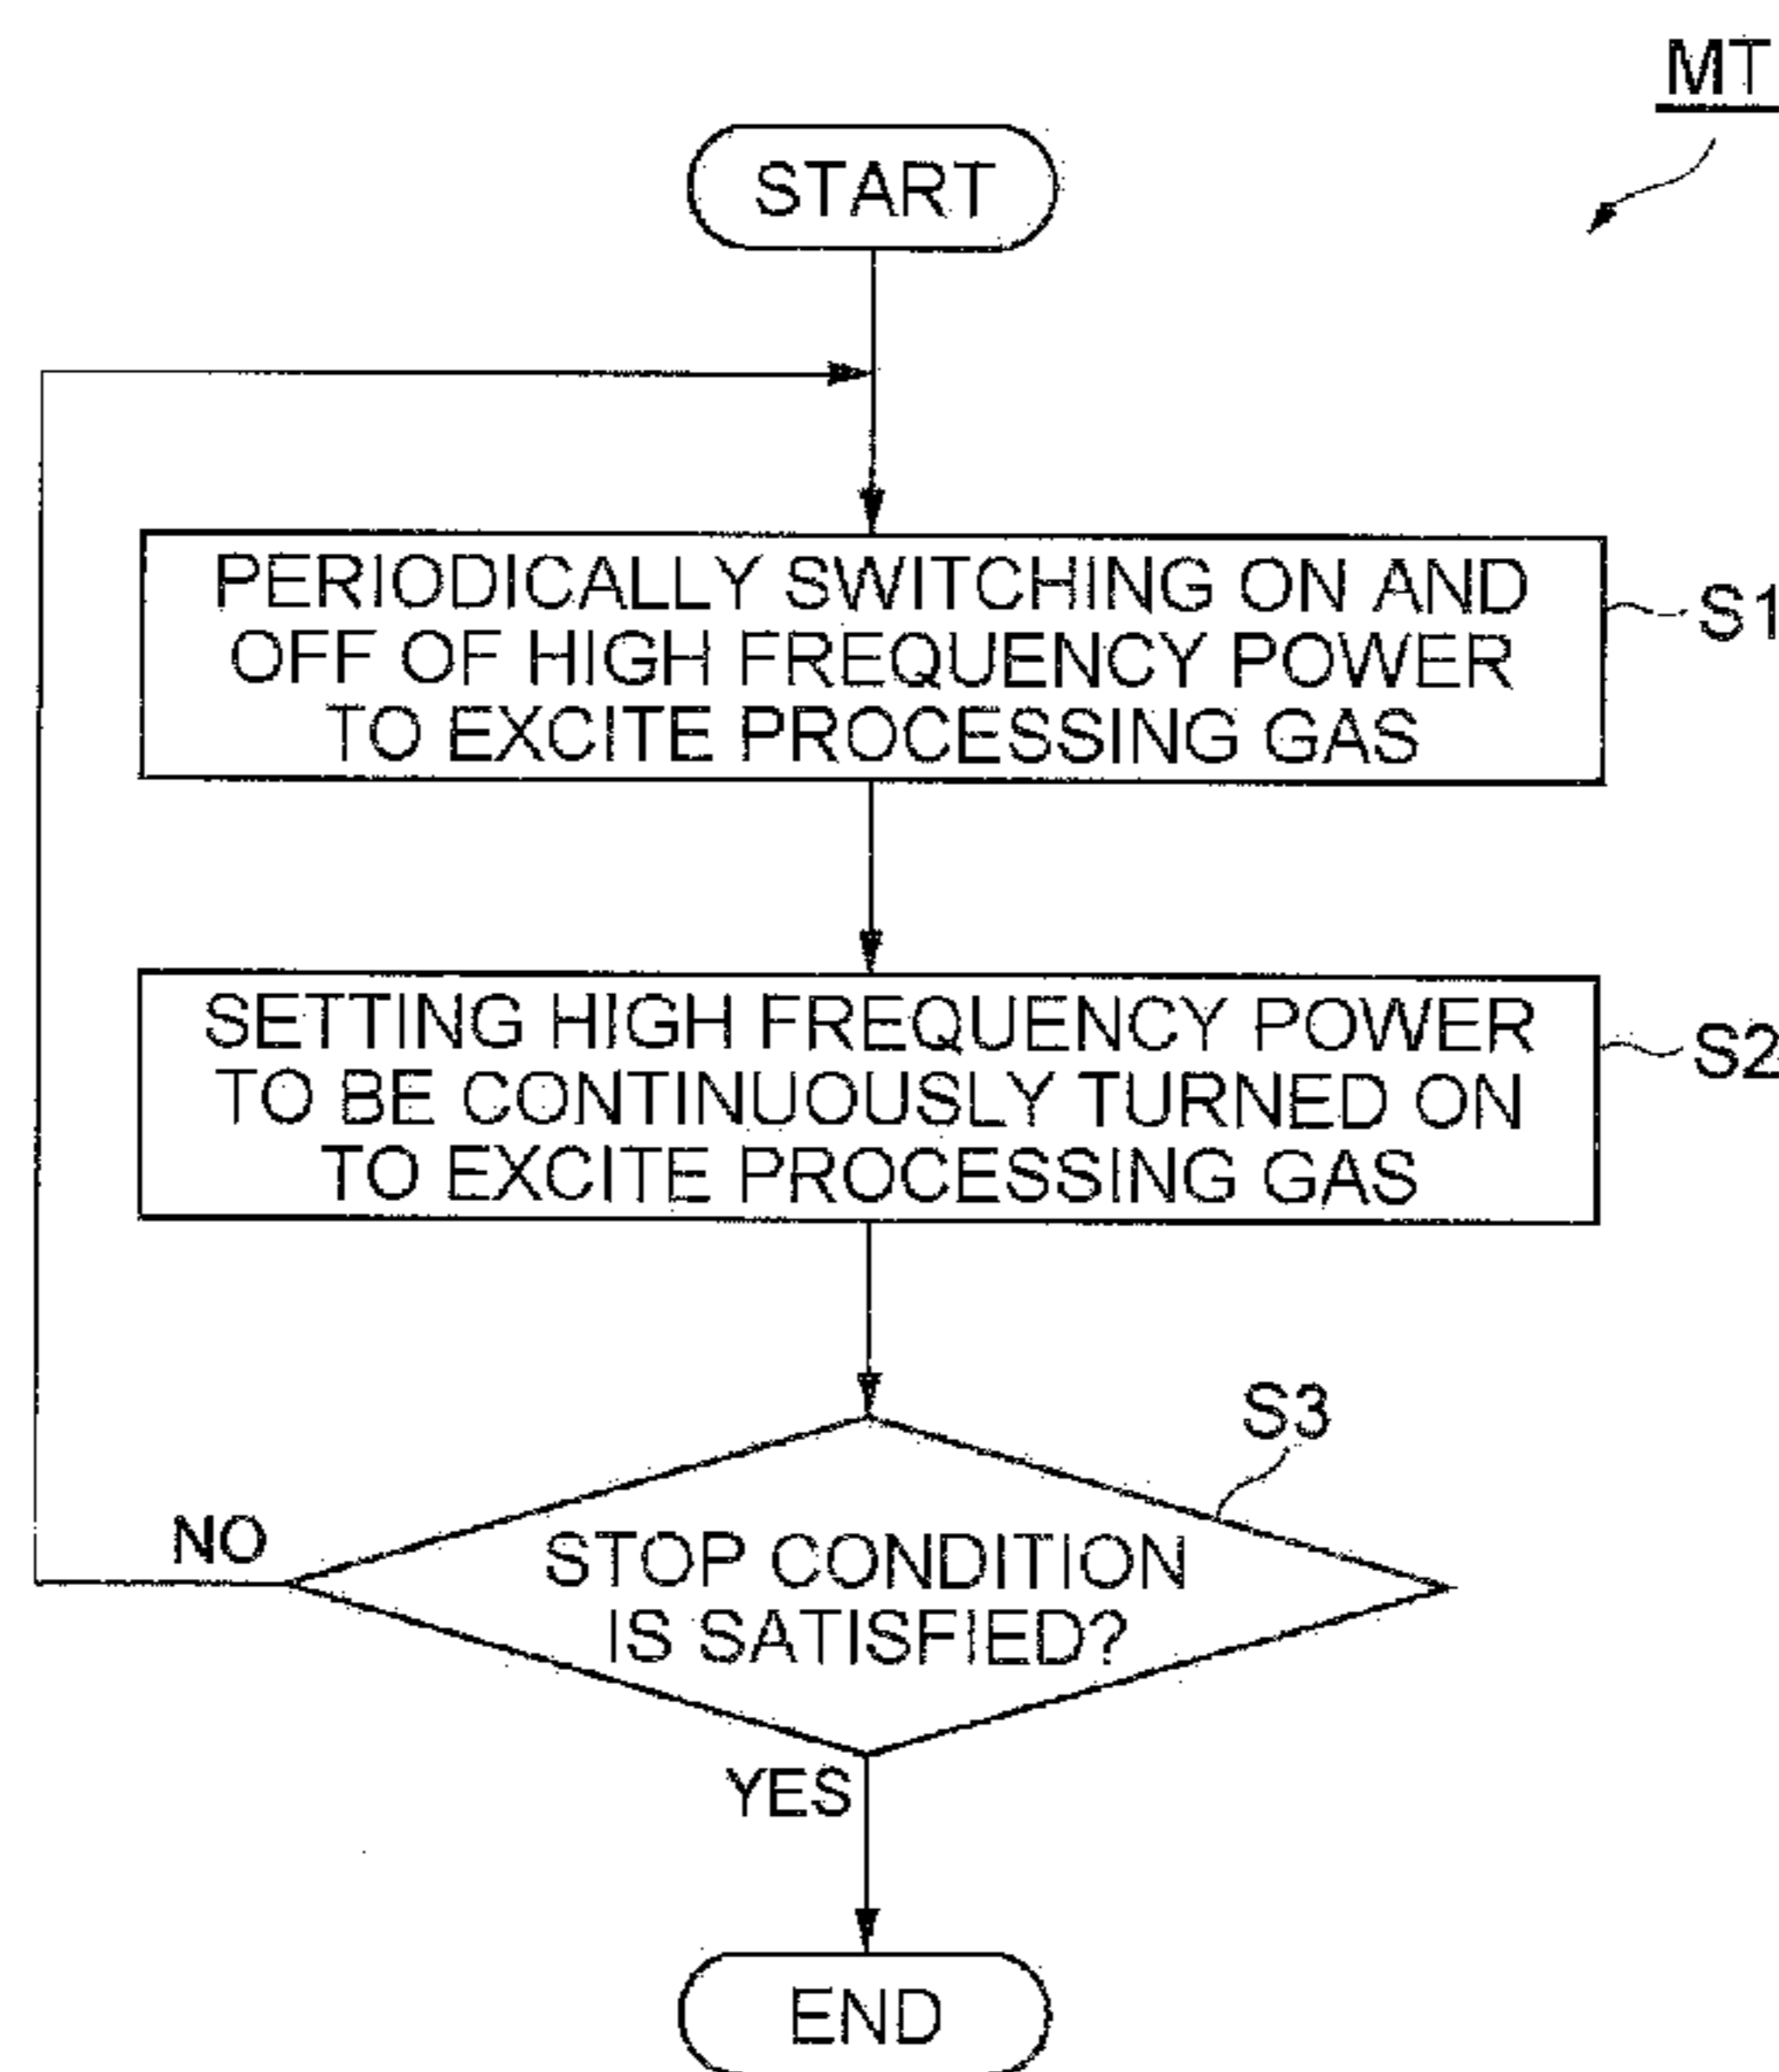 MT
START
PERIODICALLY SWITCHING ON AND
OFF OF HIGH FREQUENCY POWER
TO EXCITE PROCESSING GAS
S1
SETTING HIGH FREQUENCY POWER
TO BE CONTINUOUSLY TURNED ON
TO EXCITE PROCESSING GAS
S2
S3
STOP CONDITION
IS SATISFIED?
NO
YES
END